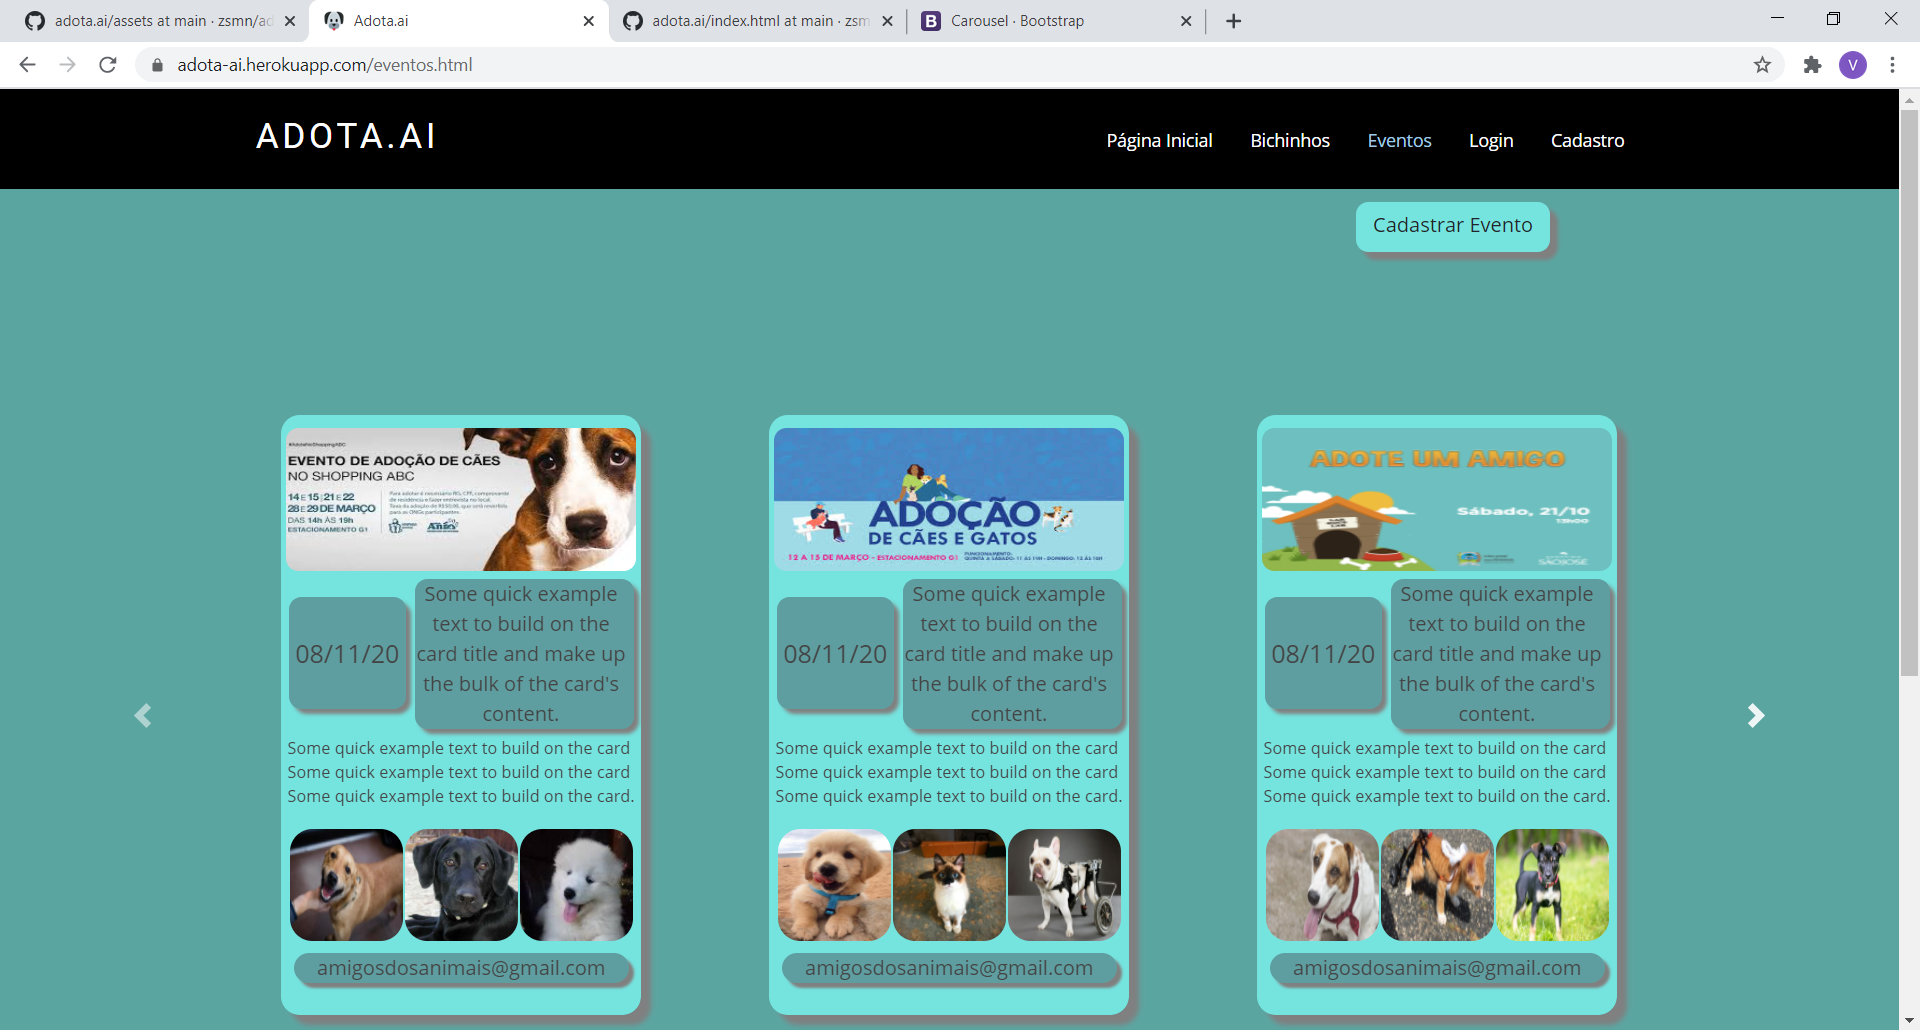 adota.ai/assets at main · zsmn/ad
Adota.ai
adota.ai/index.html at main · zsm
Carousel · Bootstrap
adota-ai.herokuapp.com/eventos.html
V
ADOTA.AI
Página Inicial
Bichinhos
Eventos
Login
Cadastro
Cadastrar Evento
EVENTO DE ADOÇÃO DE CÃES
NO SHOPPING ABC
14 E 15 | 21 E 22
28 E 29 DE MARÇO
DAS 14h ÀS 19h
ESTACIONAMENTO G1
08/11/20
Some quick example
text to build on the
card title and make up
the bulk of the card's
content.
Some quick example text to build on the card
Some quick example text to build on the card
Some quick example text to build on the card.
amigosdosanimais@gmail.com
ADOÇÃO
DE CÃES E GATOS
12 A 15 DE MARÇO - ESTACIONAMENTO G1
08/11/20
Some quick example
text to build on the
card title and make up
the bulk of the card's
content.
Some quick example text to build on the card
Some quick example text to build on the card
Some quick example text to build on the card.
amigosdosanimais@gmail.com
ADOTE UM AMIGO
Sábado, 21/10
08/11/20
Some quick example
text to build on the
card title and make up
the bulk of the card's
content.
Some quick example text to build on the card
Some quick example text to build on the card
Some quick example text to build on the card.
amigosdosanimais@gmail.com